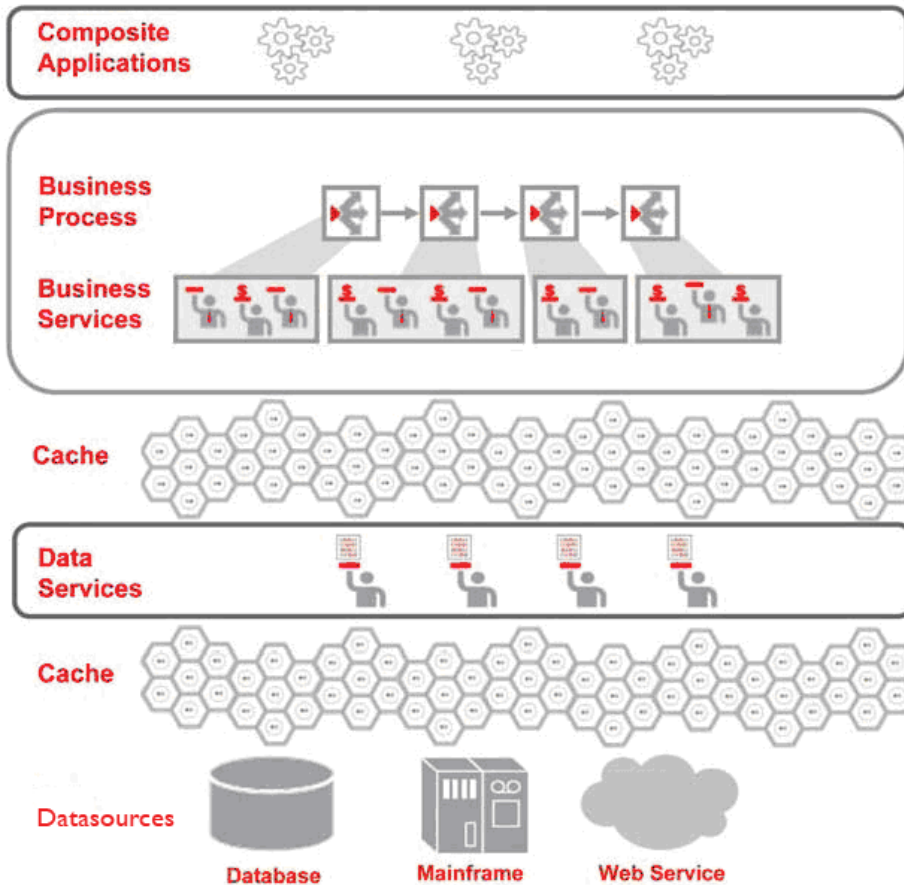 Composite
Applications
Business
Process
Business
Services
$
$
$
$
$
$
Cache
Data
Services
Cache
Datasources
Database
Mainframe
Web Service